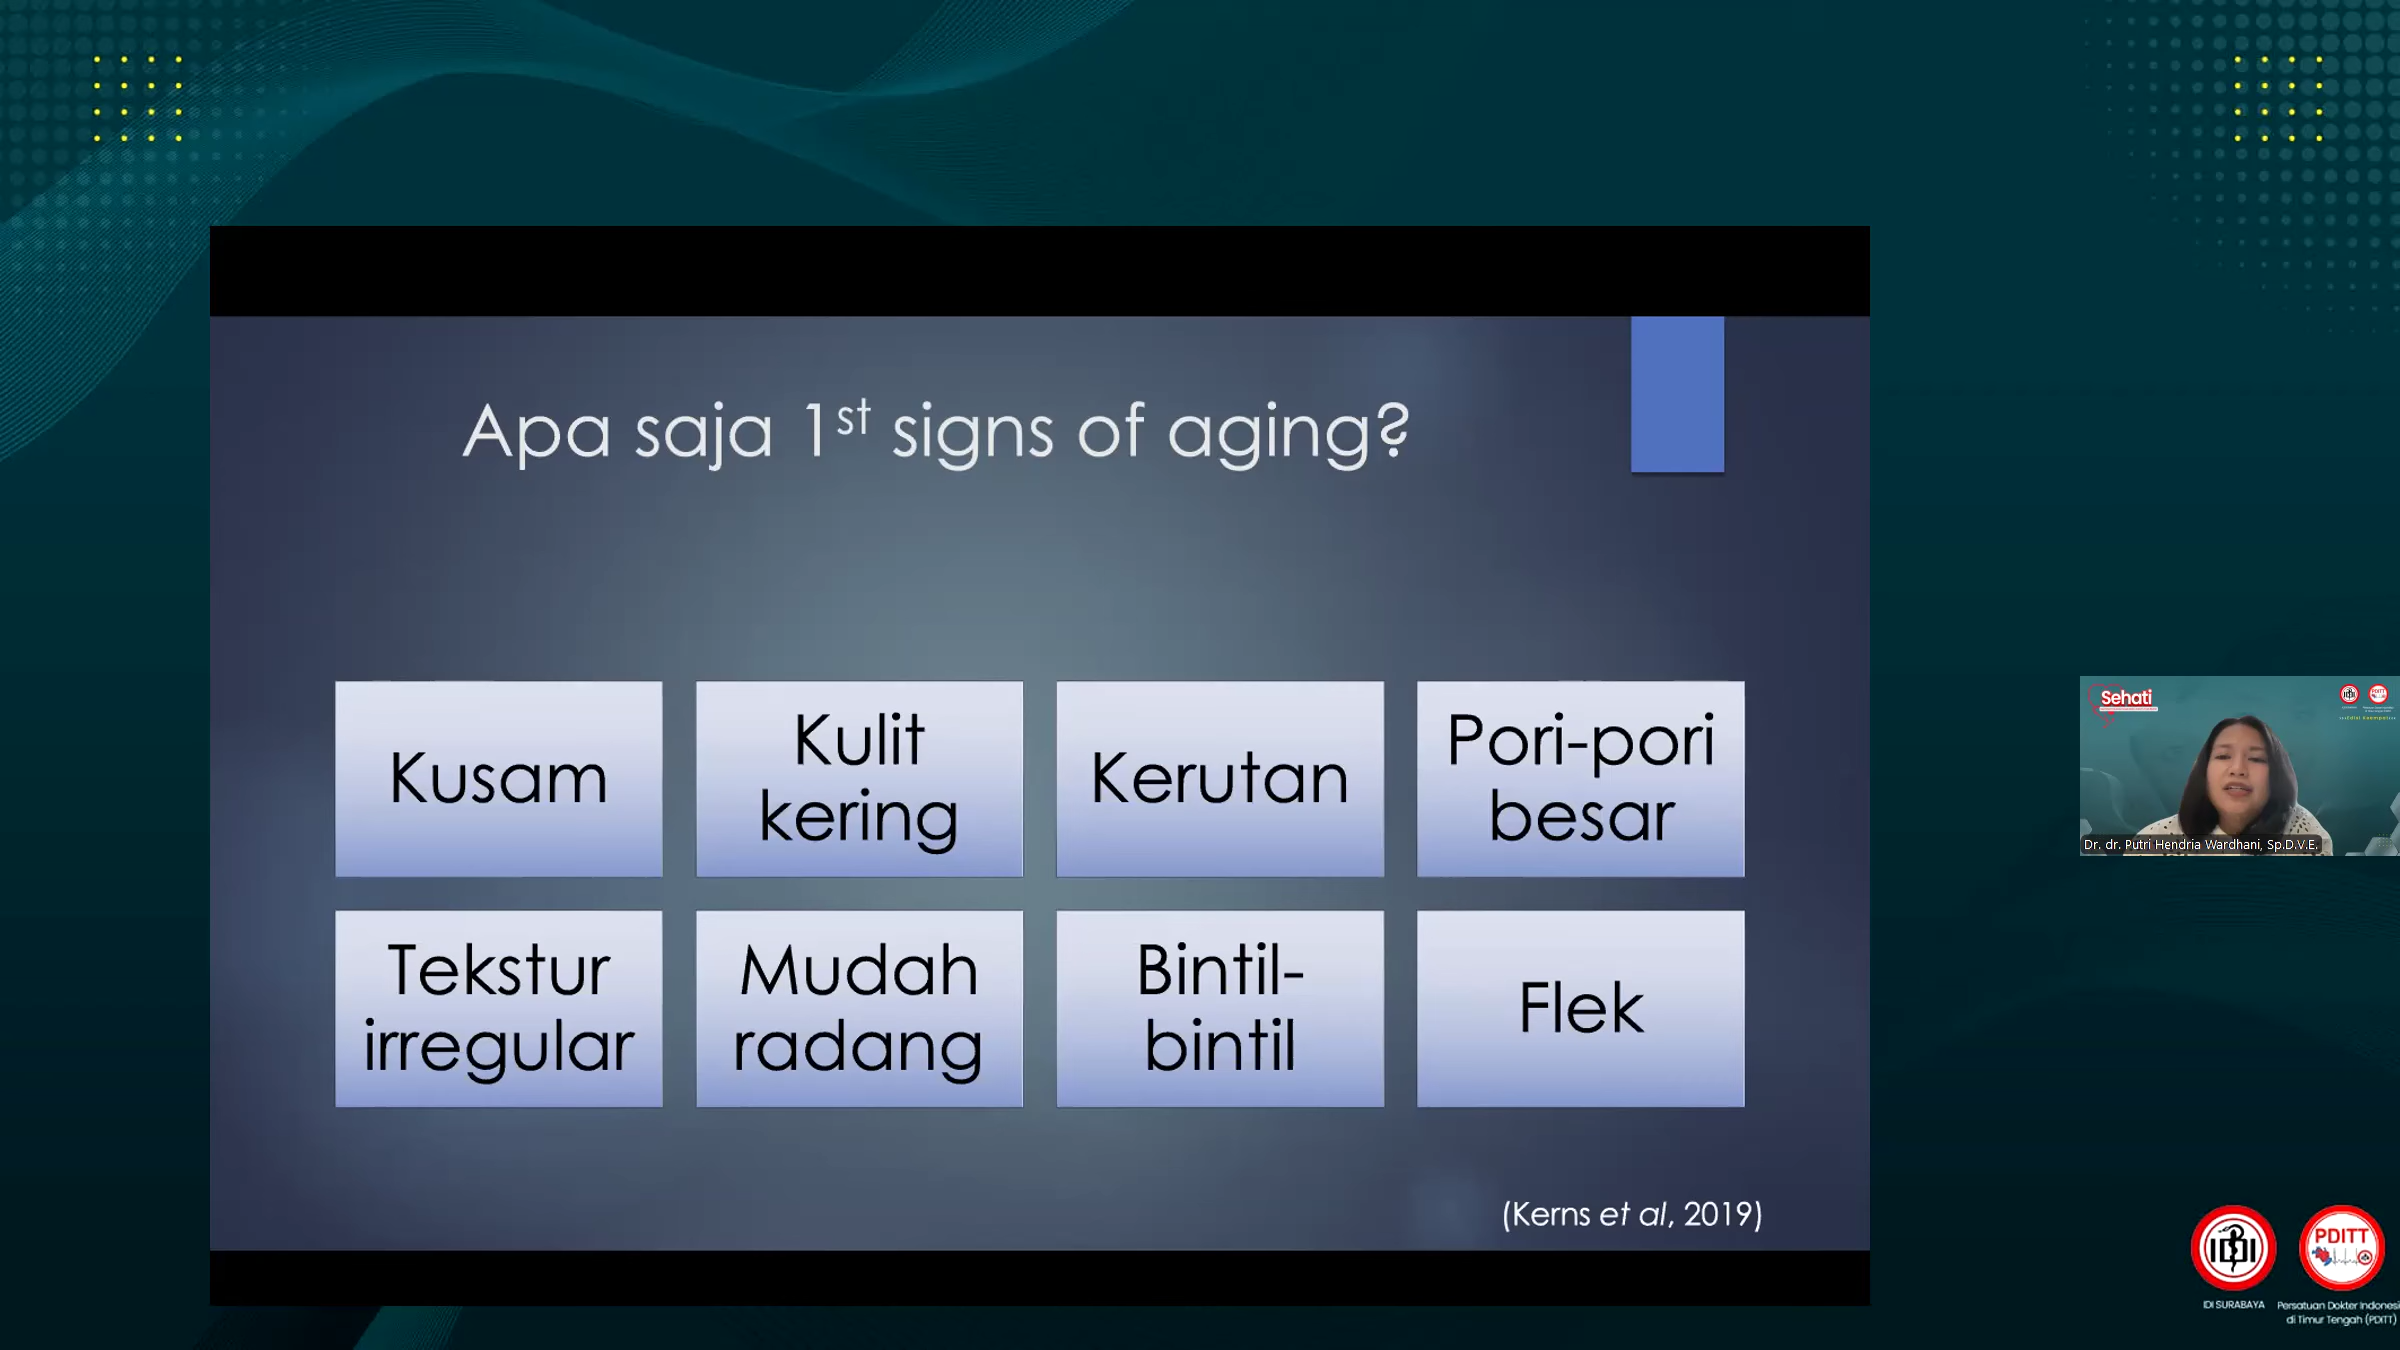 Apa saja 1st signs of aging?
Kusam
Kulit
kering
Kerutan
Pori-pori
besar
Tekstur
irregular
Mudah
radang
Bintil-
bintil
Flek
(Kerns et al, 2019)
Sehati
Dr. dr. Putri Hendria Wardhani, Sp.D.V.E.
IDI
PDITT
IDI SURABAYA
Persatuan Dokter Indonesi
di Timur Tengah (PDITT)